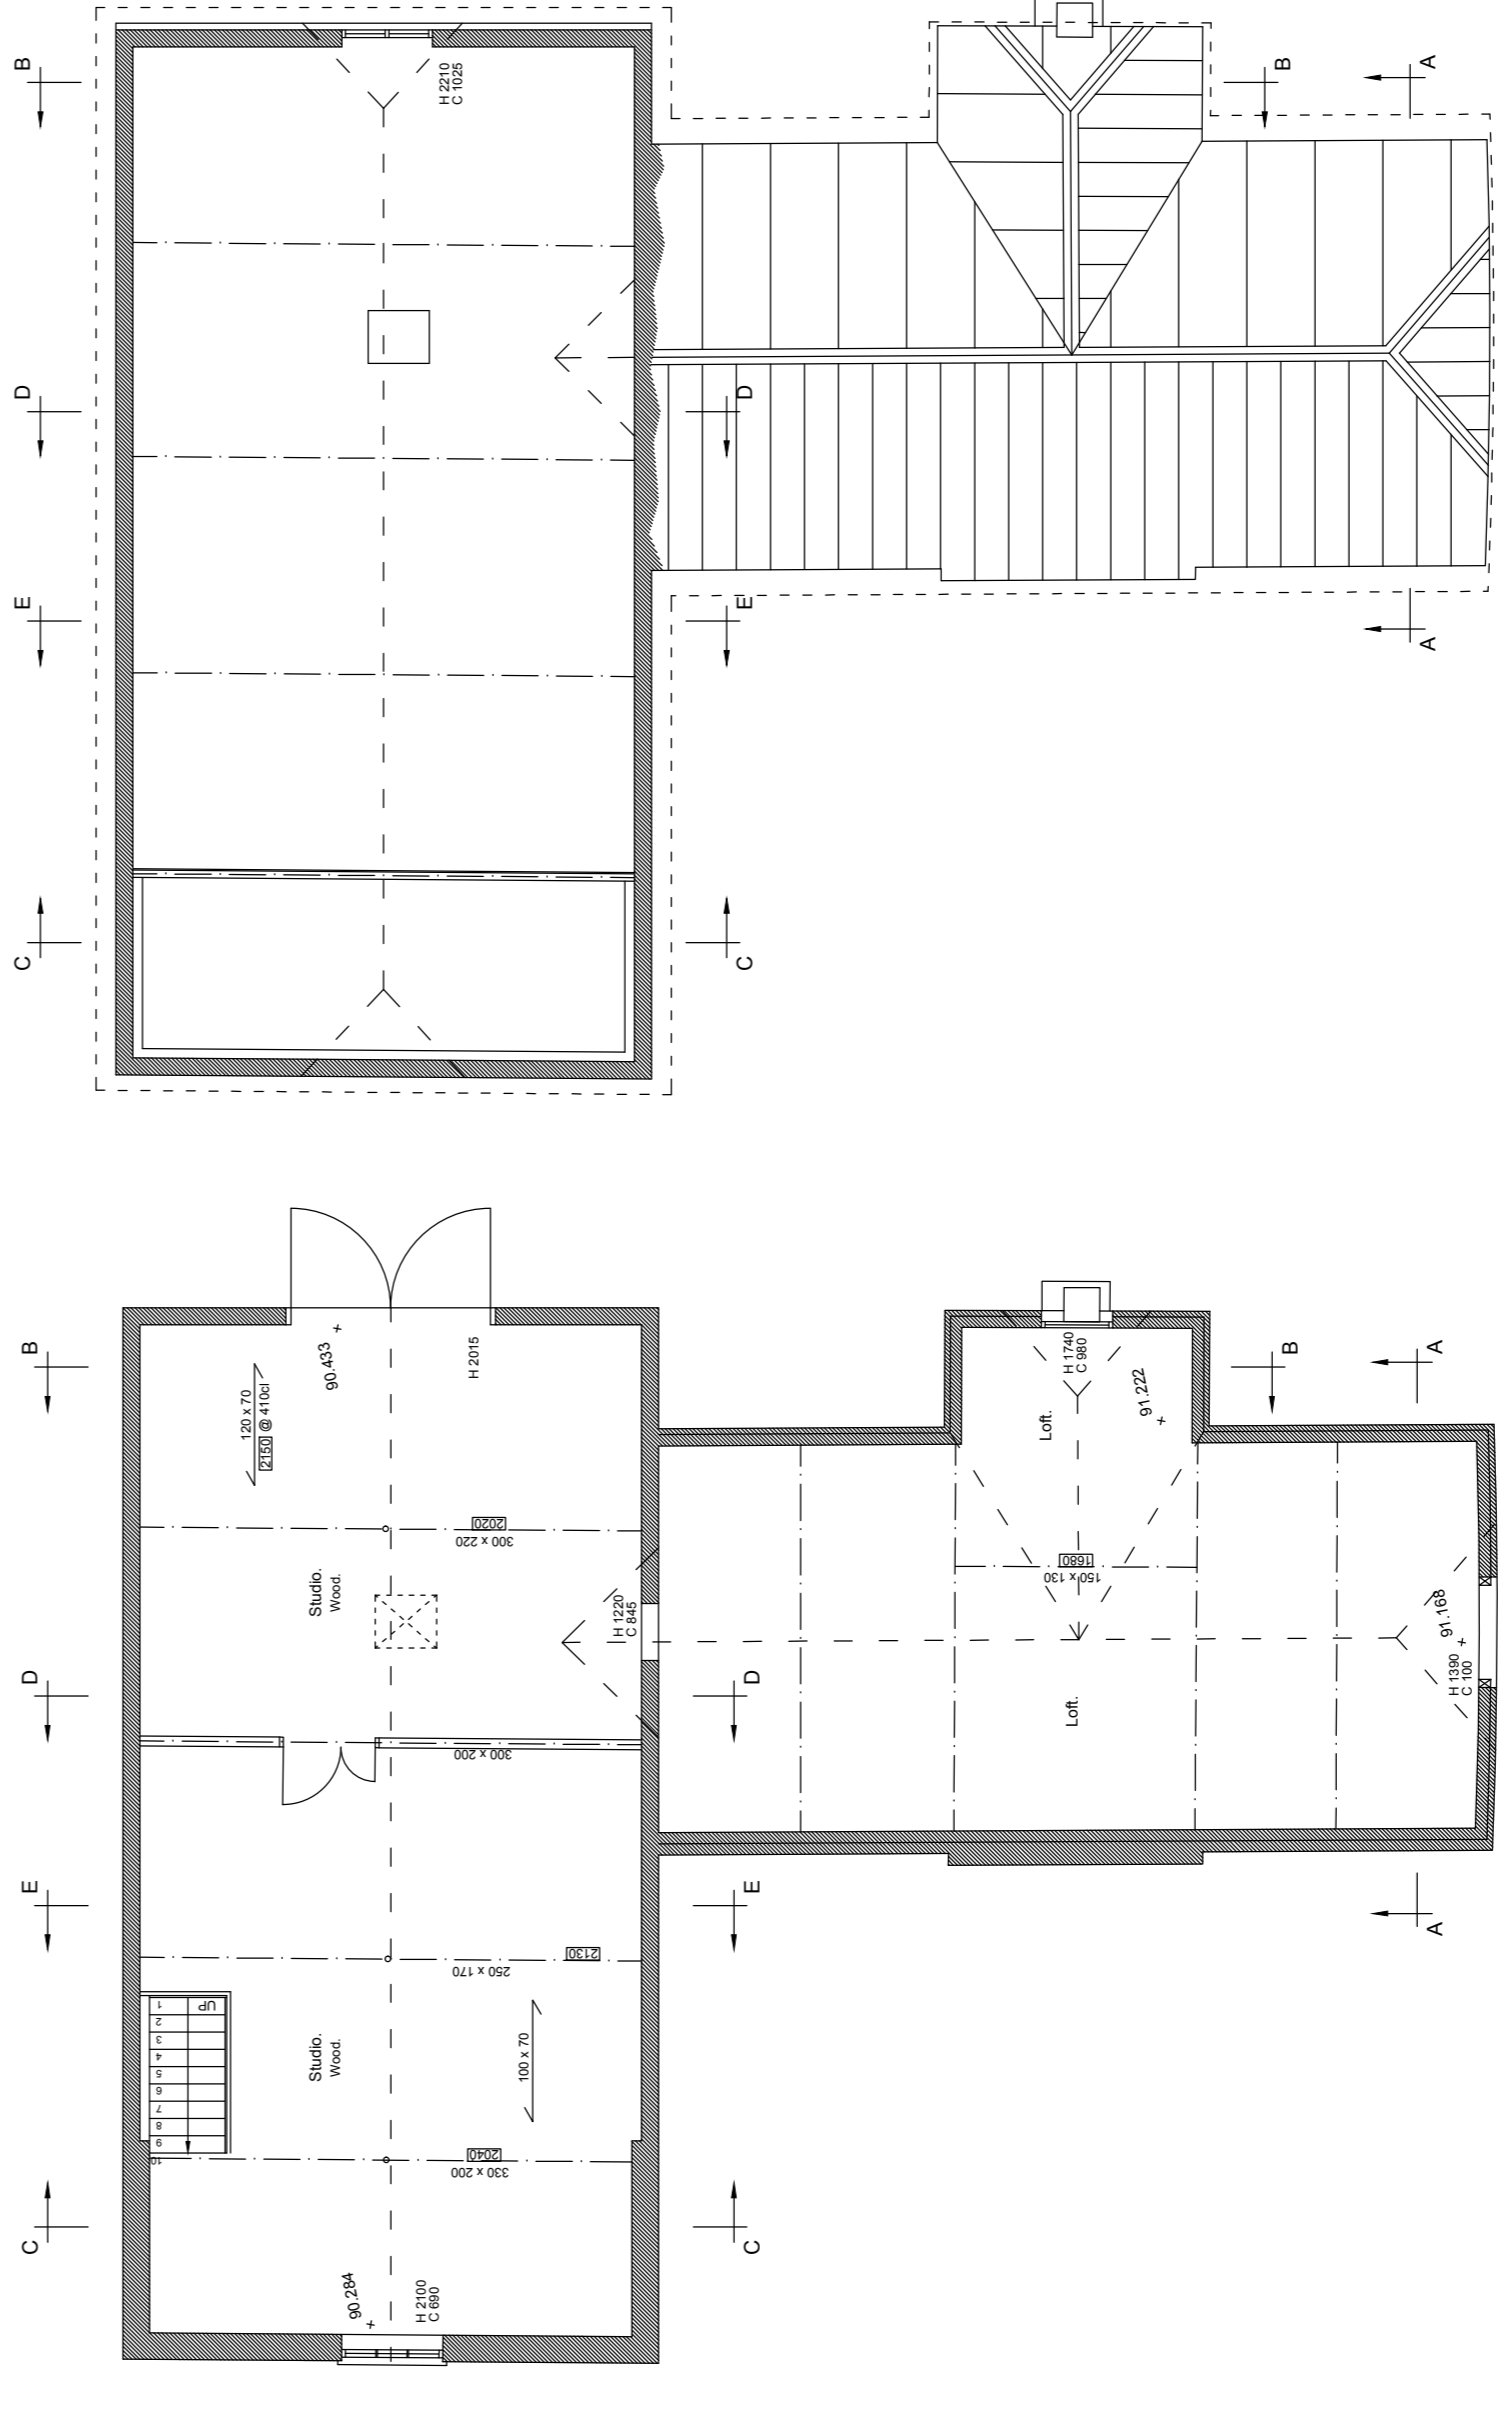 B
B
A
H 2210
C 1025
D
D
E
E
A
C
C
B
B
A
120 x 70
2150 @ 410cl
90.433
H 2015
H 1740
C 980
91.222
Loft.
2020
300 x 220
Studio.
Wood.
H 1220
C 845
1680
150 x 130
91.168
H 1390
C 100
Loft.
D
D
300 x 200
E
E
A
2130
250 x 170
UP
1
2
3
4
5
6
7
8
9
10
Studio.
Wood.
100 x 70
2040
330 x 200
C
C
90.284
H 2100
C 690